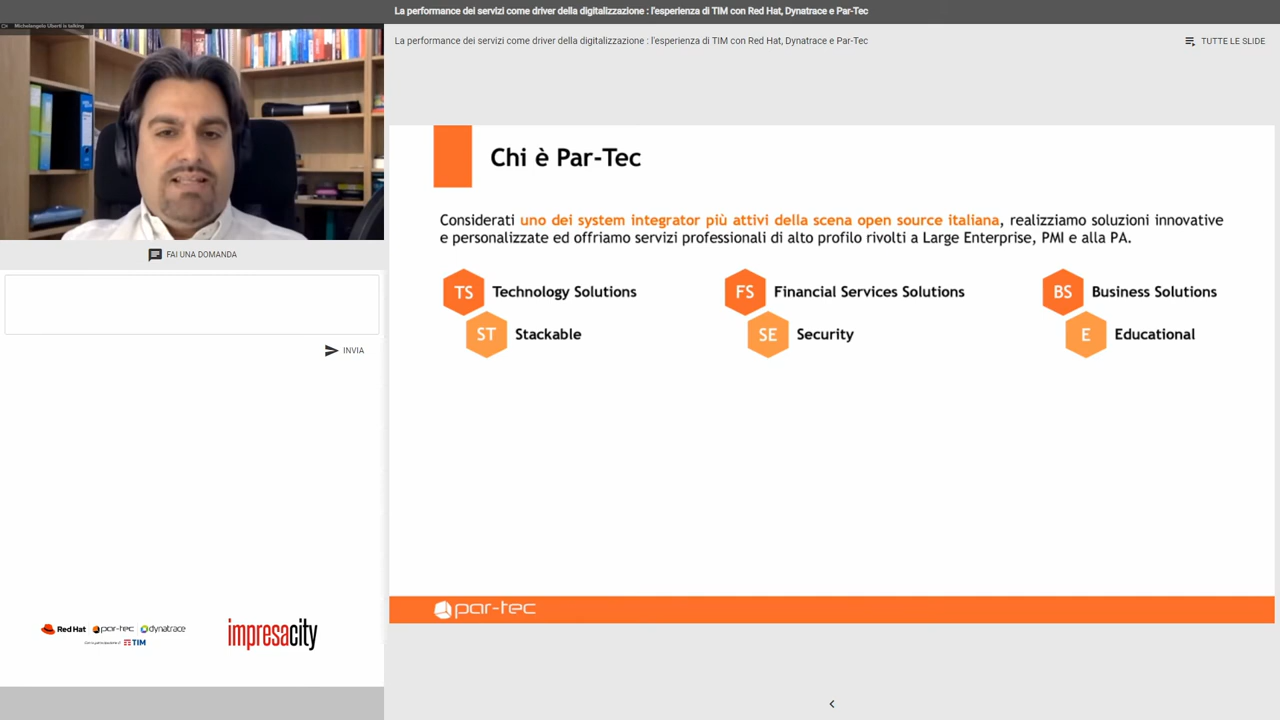 La performance dei servizi come driver della digitalizzazione : l'esperienza di TIM con Red Hat, Dynatrace e Par-Tec
Michelangelo Uberti is talking
La performance dei servizi come driver della digitalizzazione : l'esperienza di TIM con Red Hat, Dynatrace e Par-Tec
TUTTE LE SLIDE
Chi è Par-Tec
Considerati uno dei system integrator più attivi della scena open source italiana, realizziamo soluzioni innovative
e personalizzate ed offriamo servizi professionali di alto profilo rivolti a Large Enterprise, PMI e alla PA.
TS Technology Solutions
FS Financial Services Solutions
BS Business Solutions
ST Stackable
SE Security
E Educational
par-tec
FAI UNA DOMANDA
INVIA
Red Hat par-tec dynatrace
TIM
impresacity